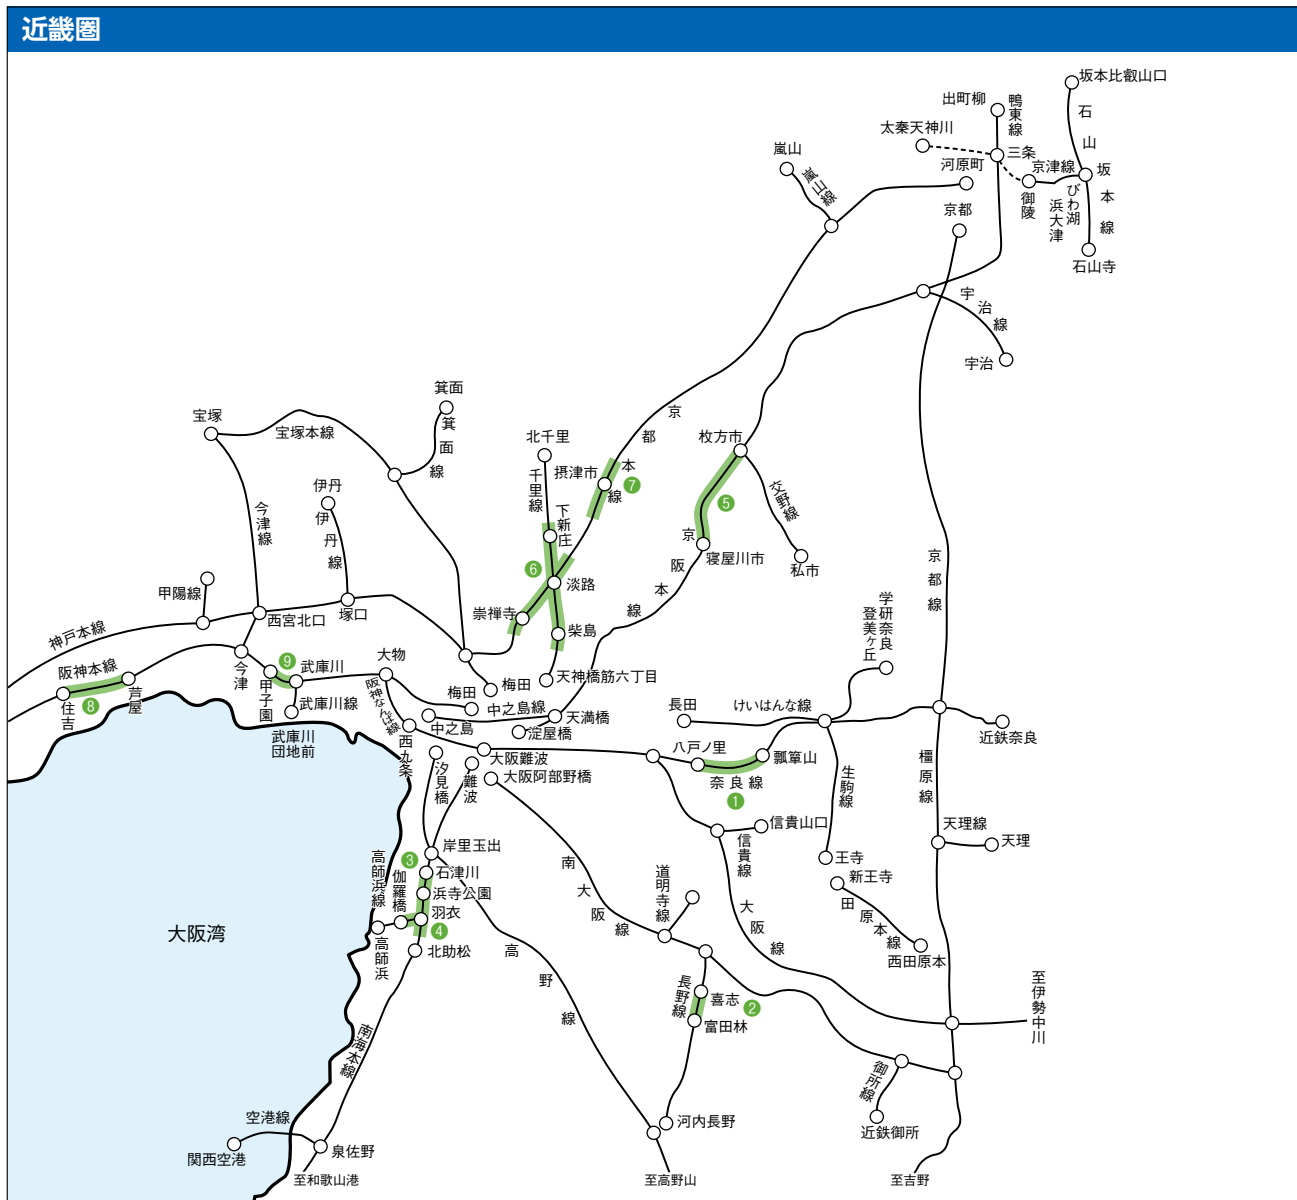 近畿圏
坂本比叡山口
出町柳
鴨東線
石山坂本線
太秦天神川
三条
嵐山
河原町
京津線
嵐山線
御陵
びわ湖
浜大津
京都
石山寺
宇治線
宇治
箕面
宝塚
箕面線
宝塚本線
京都本線
枚方市
北千里
摂津市
千里線
⑦
伊丹
交野線
⑤
今津線
伊丹線
下新庄
京阪本線
寝屋川市
京都線
私市
⑥
淡路
甲陽線
学研奈良
登美ヶ丘
塚口
西宮北口
崇禅寺
神戸本線
柴島
阪神本線
⑨
武庫川
大物
今津
甲子園
天神橋筋六丁目
梅田
梅田
阪神なんば線
芦屋
住吉
⑧
武庫川線
長田
けいはんな線
中之島線
中之島
天満橋
淀屋橋
近鉄奈良
武庫川
団地前
西九条
八戸ノ里
瓢箪山
大阪難波
汐見橋
難波
大阪阿部野橋
奈良線
①
生駒線
橿原線
信貴山口
信貴線
天理線
天理
岸里玉出
③
高師浜線
伽羅橋
石津川
王寺
南大阪線
道明寺線
新王寺
浜寺公園
大阪線
田原本線
羽衣
④
大阪湾
高師浜
北助松
高野線
西田原本
長野線
喜志
②
至伊勢中川
富田林
南海本線
御所線
空港線
河内長野
近鉄御所
関西空港
泉佐野
至和歌山港
至高野山
至吉野